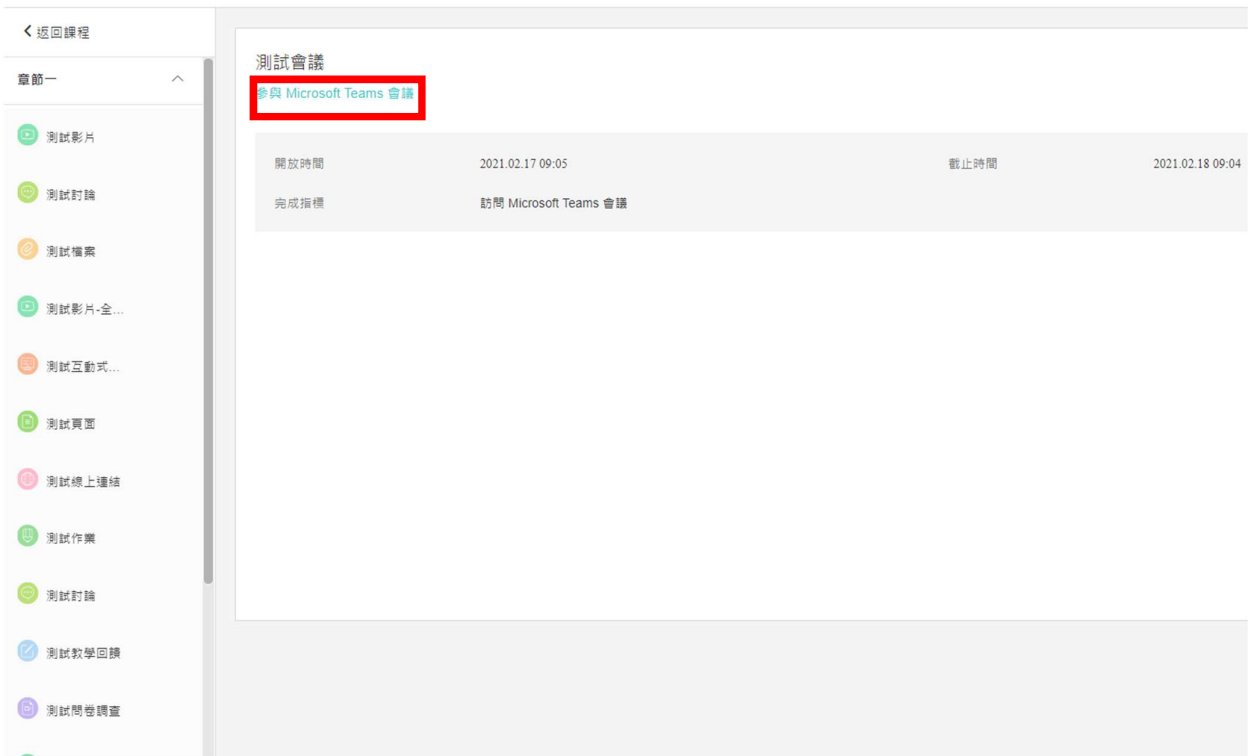 返回課程
章節一
測試影片
測試討論
測試檔案
測試影片-全...
測試互動式...
測試頁面
測試線上連結
測試作業
測試討論
測試教學回饋
測試問卷調查
測試會議
參與 Microsoft Teams 會議
開放時間 2021.02.17 09:05 截止時間 2021.02.18 09:04
完成指標 訪問 Microsoft Teams 會議